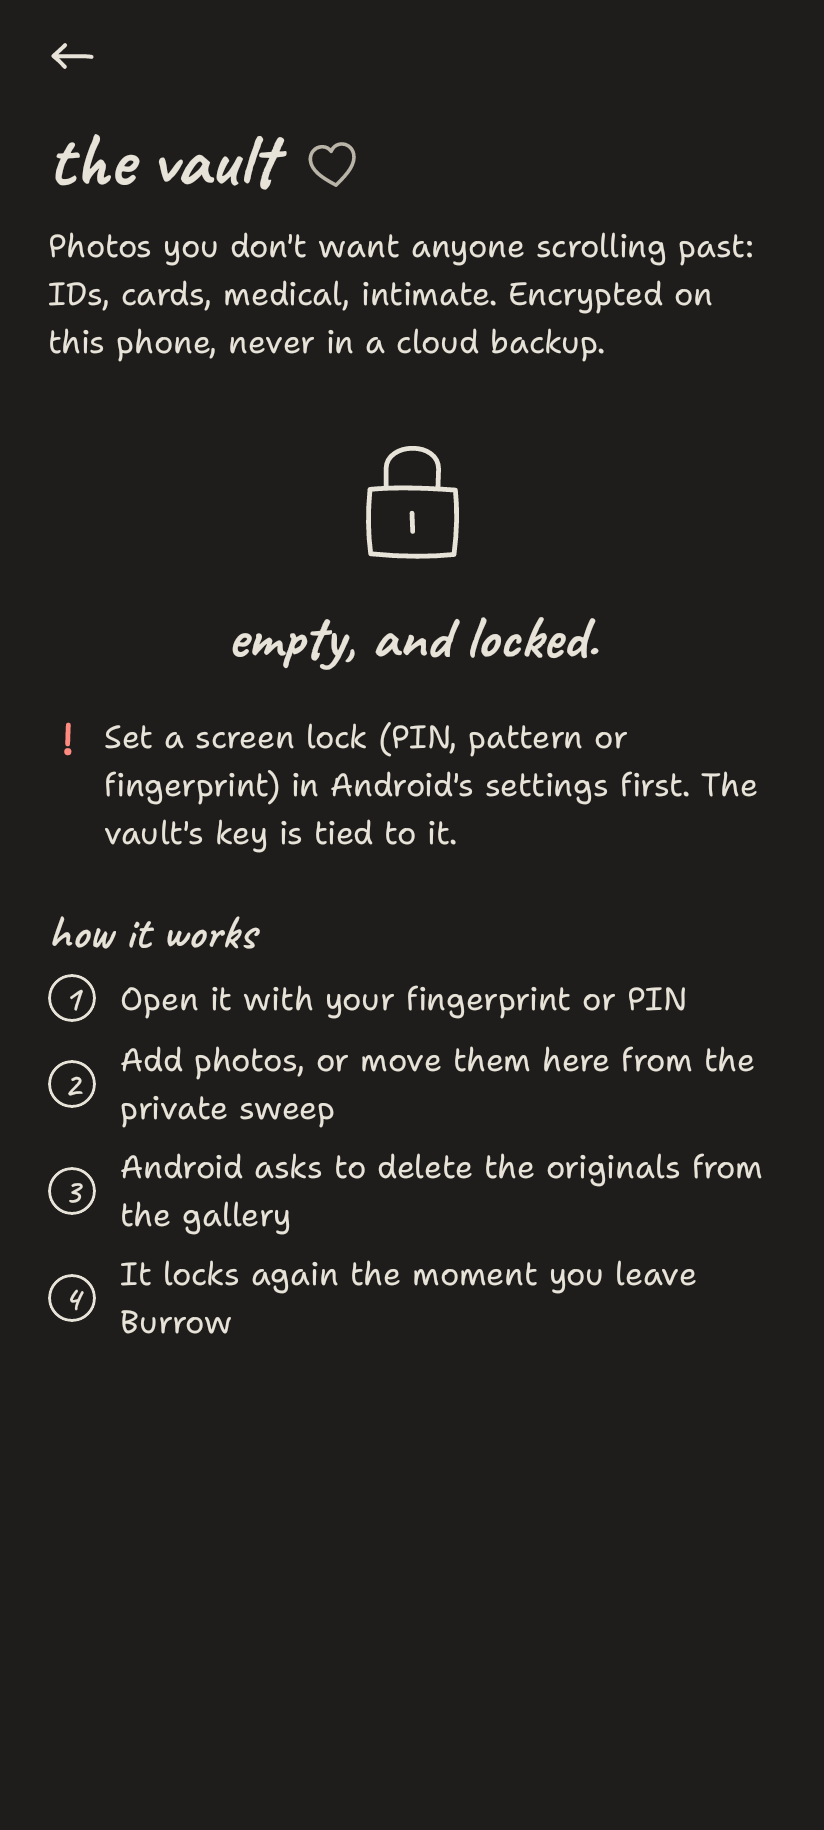 the vault
Photos you don't want anyone scrolling past:
IDs, cards, medical, intimate. Encrypted on
this phone, never in a cloud backup.
empty, and locked.
! Set a screen lock (PIN, pattern or
fingerprint) in Android's settings first. The
vault's key is tied to it.
how it works
1 Open it with your fingerprint or PIN
2 Add photos, or move them here from the
private sweep
3 Android asks to delete the originals from
the gallery
4 It locks again the moment you leave
Burrow